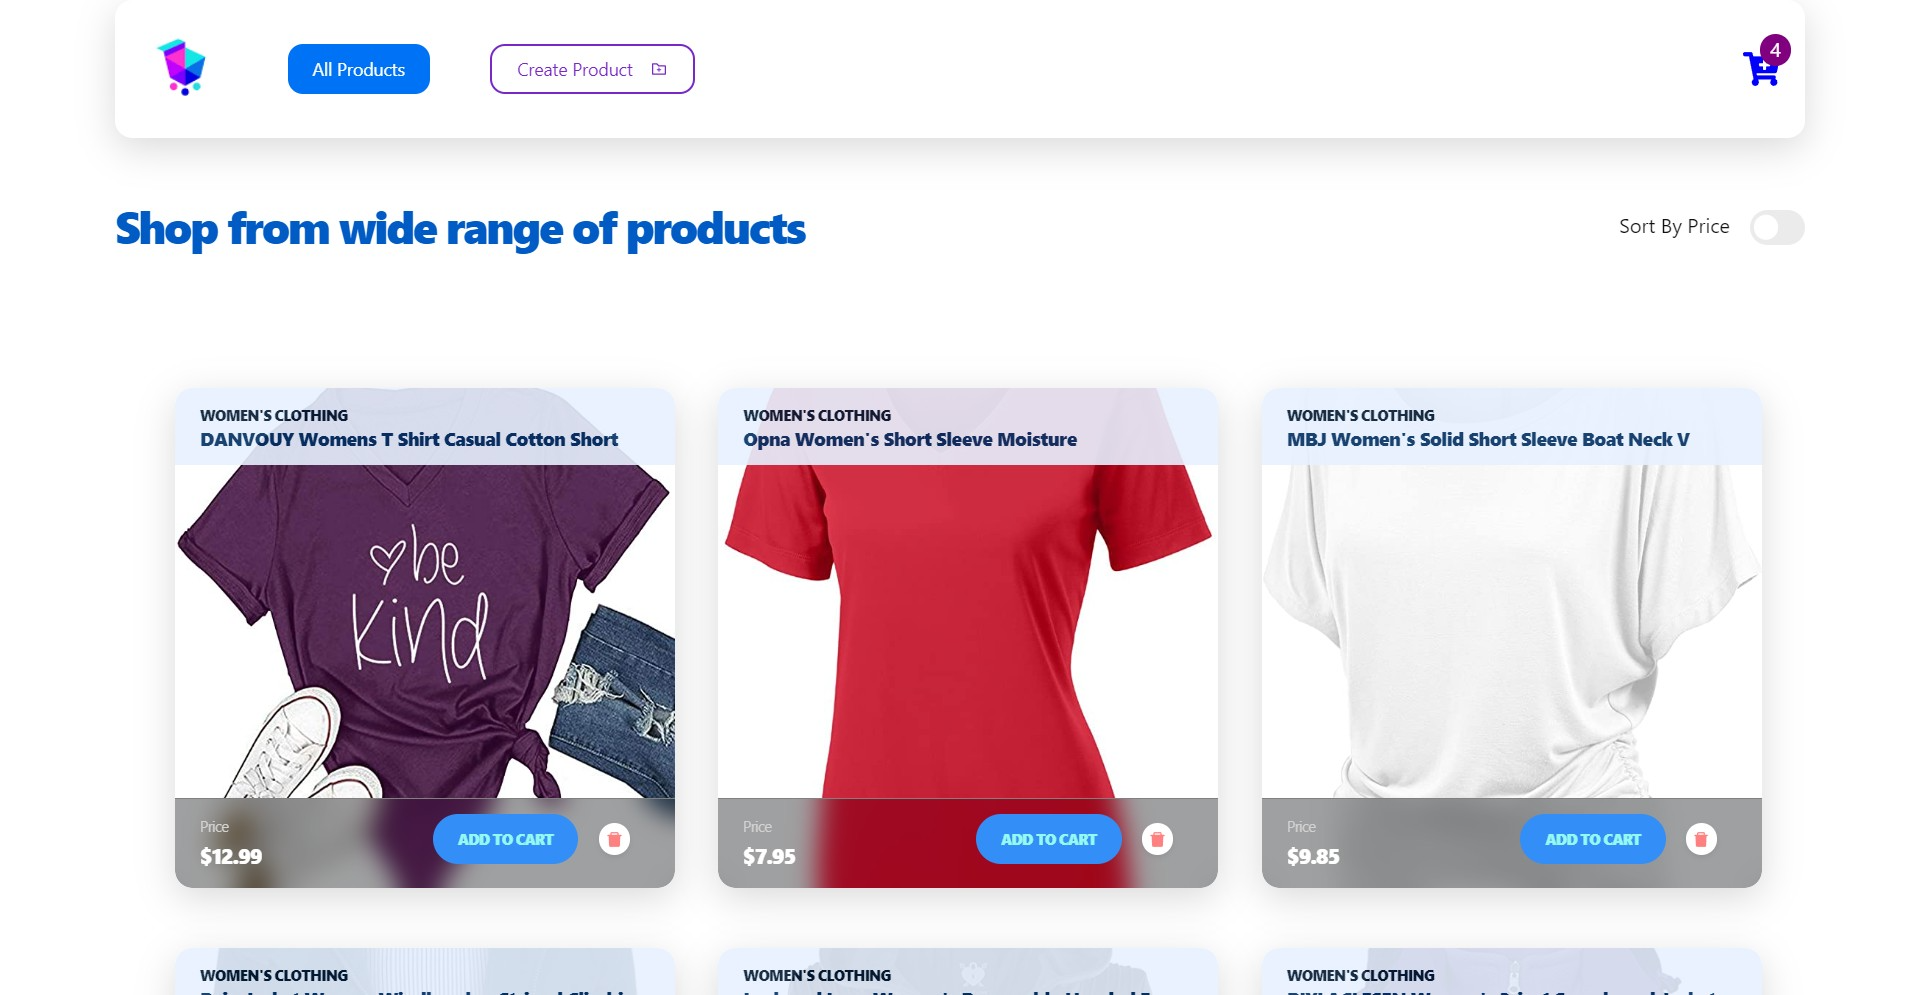 All Products
Create Product
4
Shop from wide range of products
Sort By Price
WOMEN'S CLOTHING
DANVOUY Womens T Shirt Casual Cotton Short
be
kind
Price
$12.99
ADD TO CART
WOMEN'S CLOTHING
Opna Women's Short Sleeve Moisture
Price
$7.95
ADD TO CART
WOMEN'S CLOTHING
MBJ Women's Solid Short Sleeve Boat Neck V
Price
$9.85
ADD TO CART
WOMEN'S CLOTHING
WOMEN'S CLOTHING
WOMEN'S CLOTHING